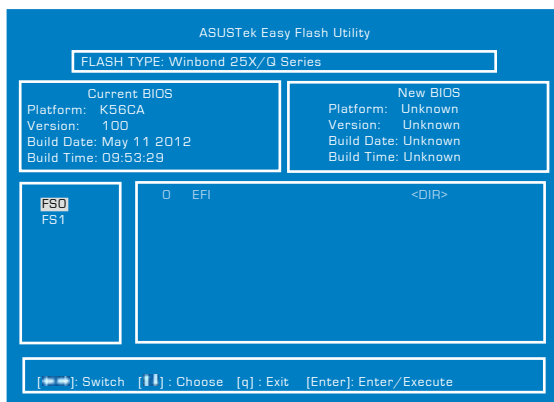 ASUSTek Easy Flash Utility
FLASH TYPE: Winbond 25X/Q Series
Current BIOS
Platform: K56CA
Version: 100
Build Date: May 11 2012
Build Time: 09:53:29
New BIOS
Platform: Unknown
Version: Unknown
Build Date: Unknown
Build Time: Unknown
FS0
FS1
0 EFI <DIR>
[←→]: Switch [↑↓] : Choose [q] : Exit [Enter]: Enter/Execute